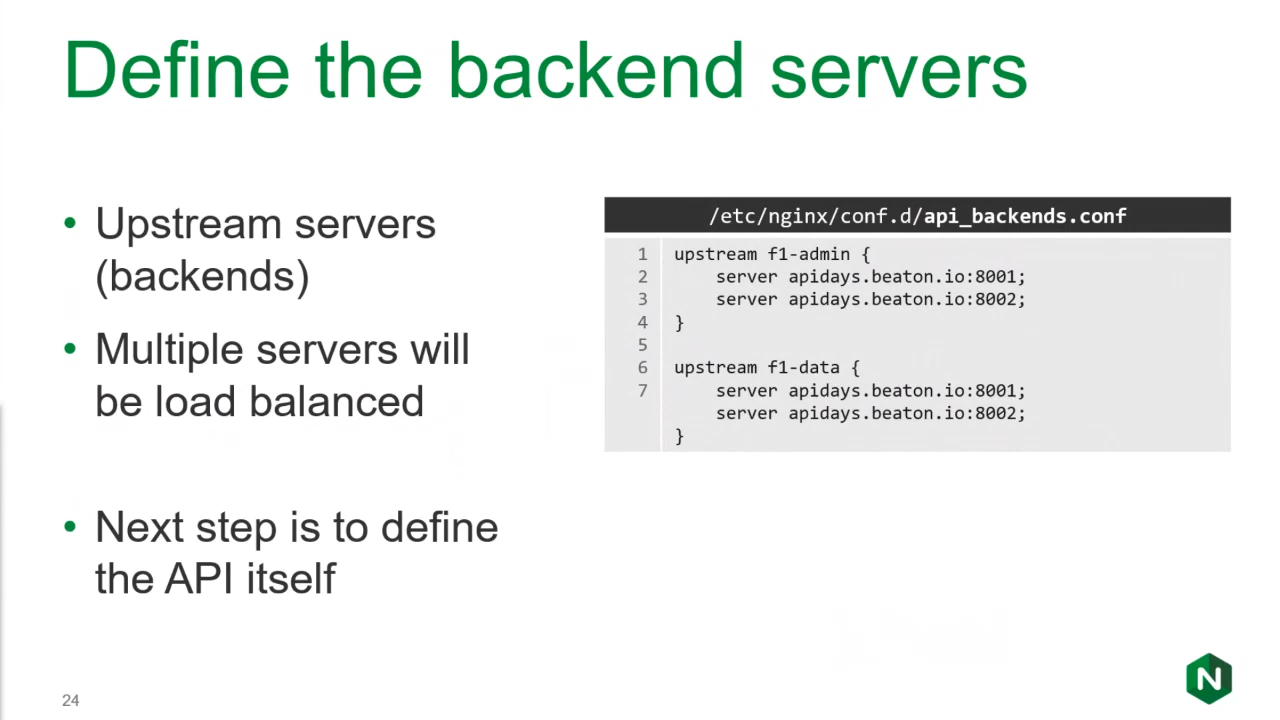 Define the backend servers
• Upstream servers
(backends)
• Multiple servers will
be load balanced
• Next step is to define
the API itself
/etc/nginx/conf.d/api_backends.conf
1 upstream f1-admin {
2     server apidays.beaton.io:8001;
3     server apidays.beaton.io:8002;
4 }
5
6 upstream f1-data {
7     server apidays.beaton.io:8001;
    server apidays.beaton.io:8002;
}
24
N